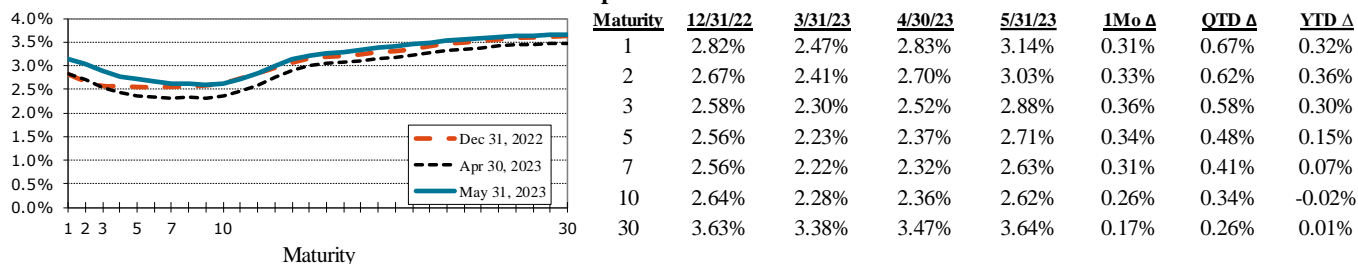 4.0%
3.5%
3.0%
2.5%
2.0%
1.5%
1.0%
0.5%
0.0%
Dec 31, 2022
Apr 30, 2023
May 31, 2023
1 2 3 5 7 10 30
Maturity
Maturity 12/31/22 3/31/23 4/30/23 5/31/23 1Mo Δ QTD Δ YTD Δ
1 2.82% 2.47% 2.83% 3.14% 0.31% 0.67% 0.32%
2 2.67% 2.41% 2.70% 3.03% 0.33% 0.62% 0.36%
3 2.58% 2.30% 2.52% 2.88% 0.36% 0.58% 0.30%
5 2.56% 2.23% 2.37% 2.71% 0.34% 0.48% 0.15%
7 2.56% 2.22% 2.32% 2.63% 0.31% 0.41% 0.07%
10 2.64% 2.28% 2.36% 2.62% 0.26% 0.34% -0.02%
30 3.63% 3.38% 3.47% 3.64% 0.17% 0.26% 0.01%